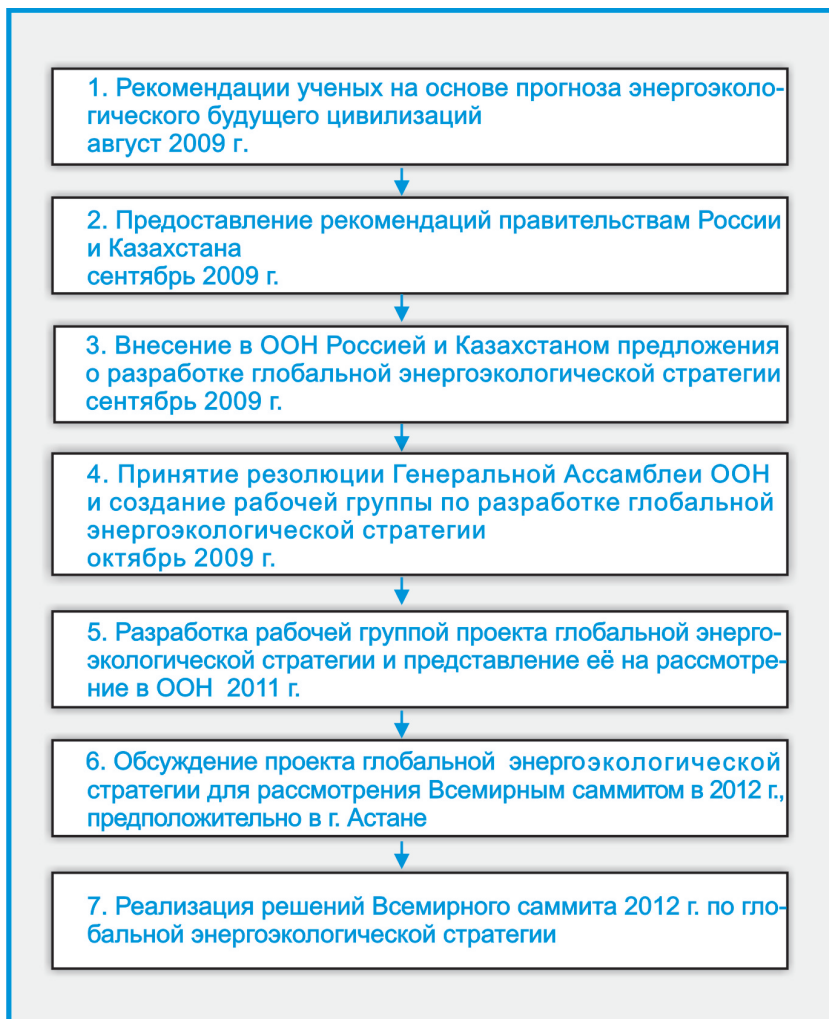 1. Рекомендации ученых на основе прогноза энергоэколо-
гического будущего цивилизаций
август 2009 г.
2. Предоставление рекомендаций правительствам России
и Казахстана
сентябрь 2009 г.
3. Внесение в ООН Россией и Казахстаном предложения
о разработке глобальной энергоэкологической стратегии
сентябрь 2009 г.
4. Принятие резолюции Генеральной Ассамблеи ООН
и создание рабочей группы по разработке глобальной
энергоэкологической стратегии
октябрь 2009 г.
5. Разработка рабочей группой проекта глобальной энерго-
экологической стратегии и представление её на рассмотре-
ние в ООН 2011 г.
6. Обсуждение проекта глобальной энергоэкологической
стратегии для рассмотрения Всемирным саммитом в 2012 г.,
предположительно в г. Астане
7. Реализация решений Всемирного саммита 2012 г. по гло-
бальной энергоэкологической стратегии